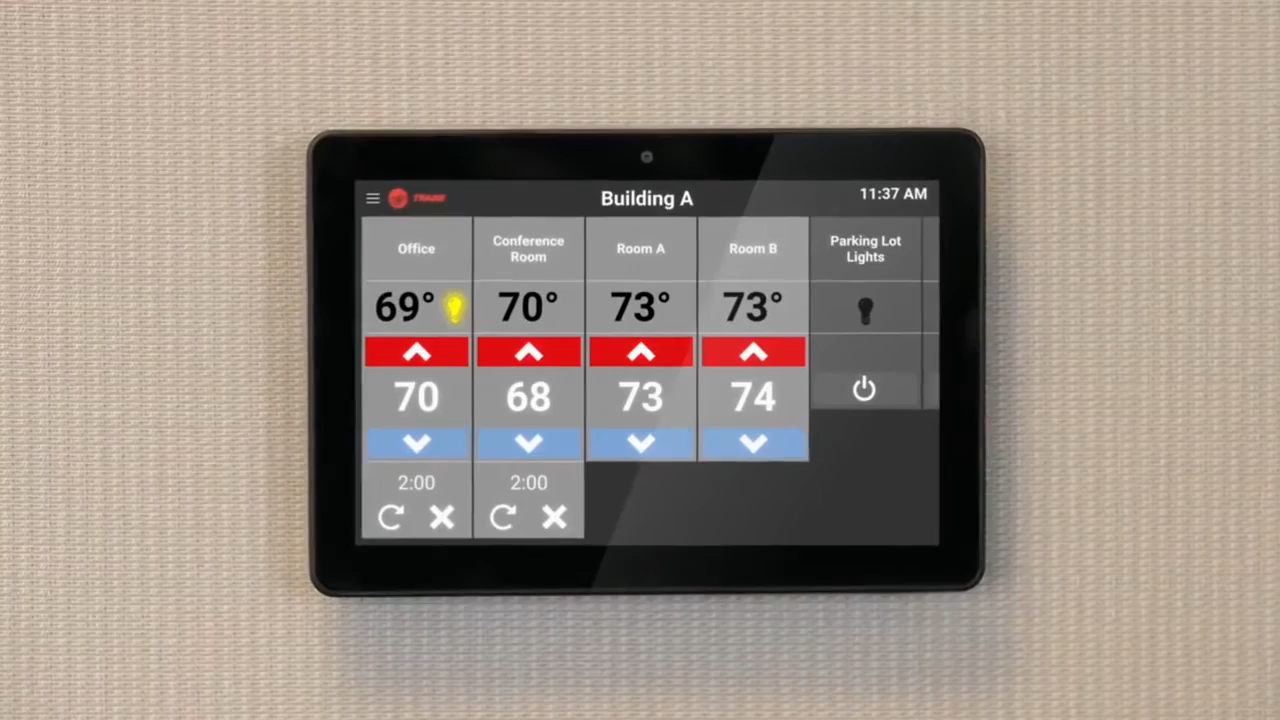 TRANE
Building A
11:37 AM
Office
Conference
Room
Room A
Room B
Parking Lot
Lights
69°
70°
73°
73°
70
68
73
74
2:00
2:00